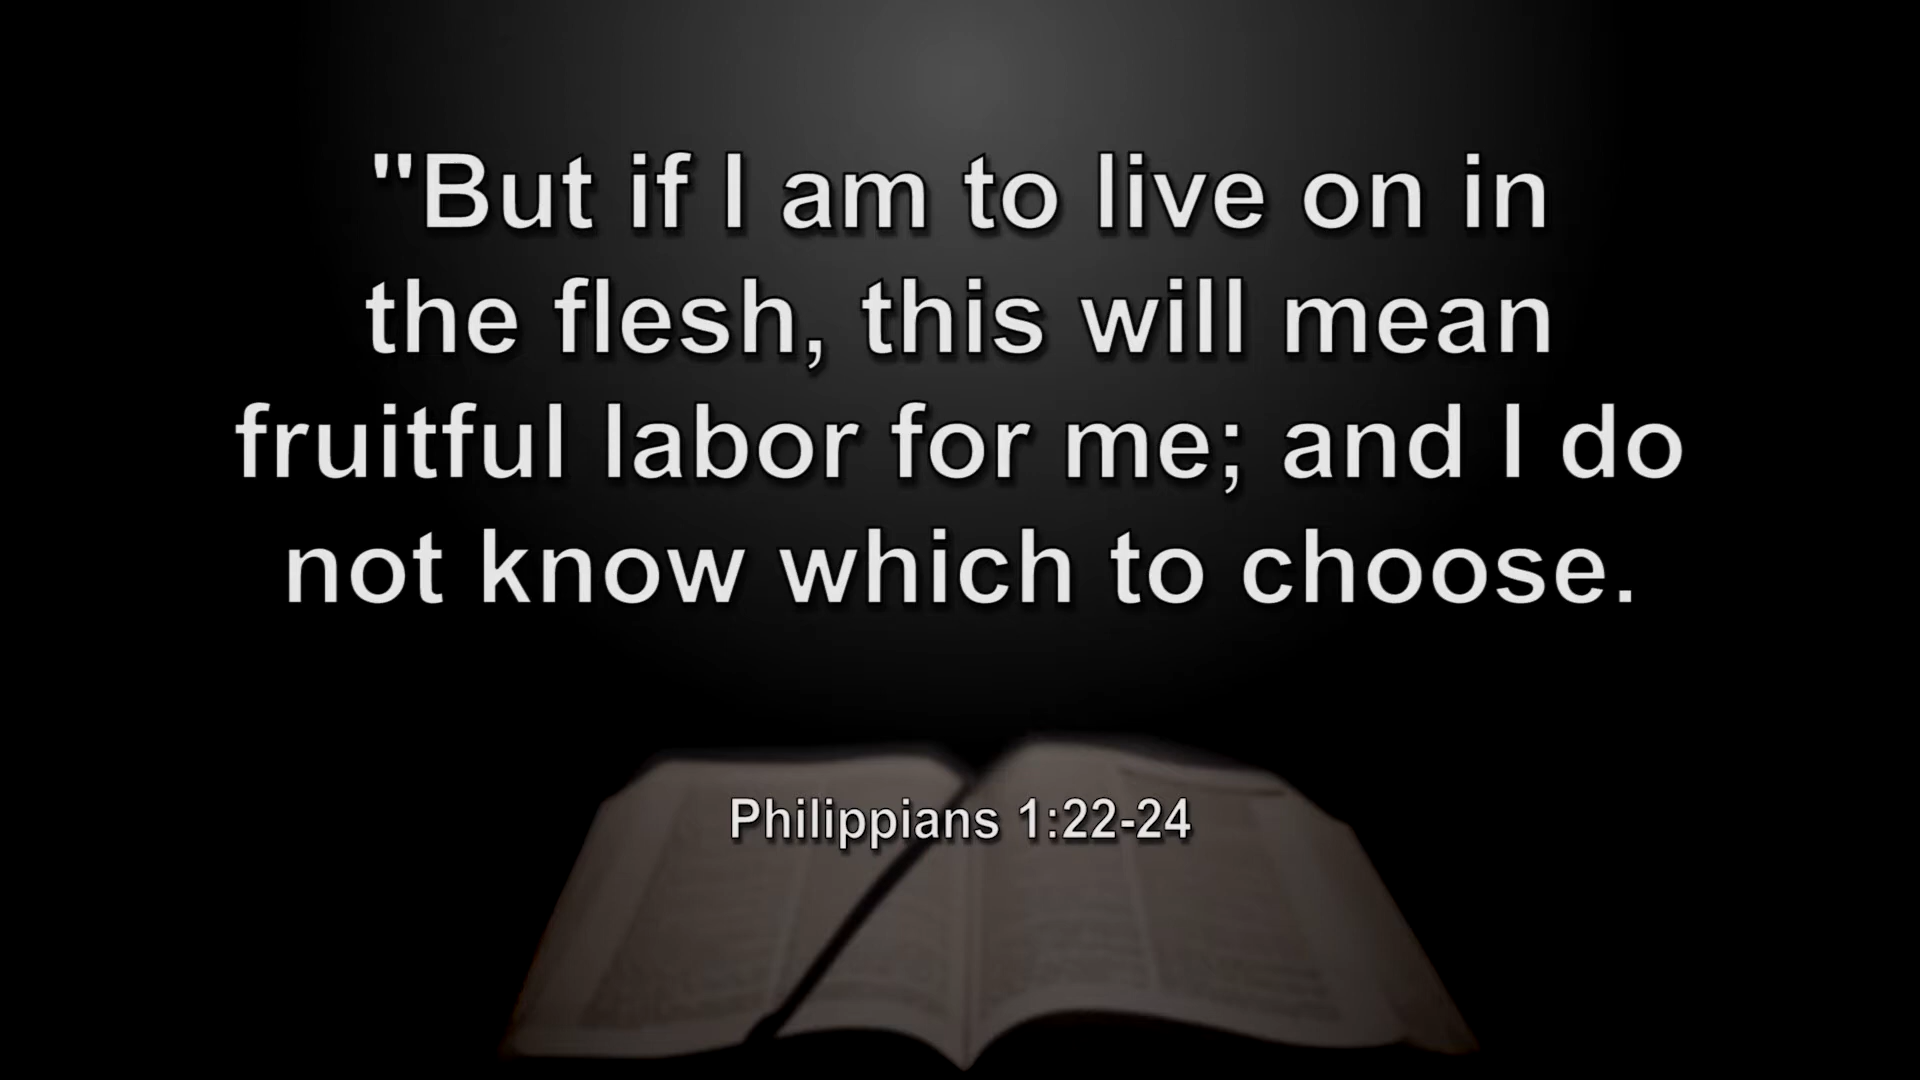 "But if I am to live on in
the flesh, this will mean
fruitful labor for me; and I do
not know which to choose.
Philippians 1:22-24